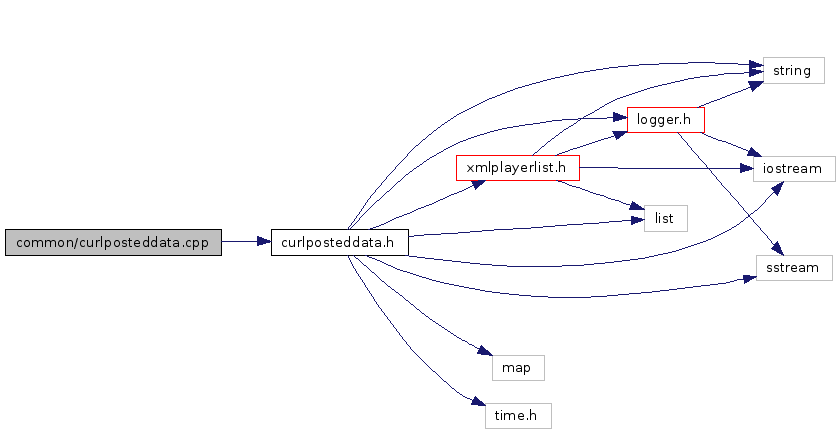 string
logger.h
xmlplayerlist.h
iostream
list
common/curlposteddata.cpp
curlposteddata.h
sstream
map
time.h